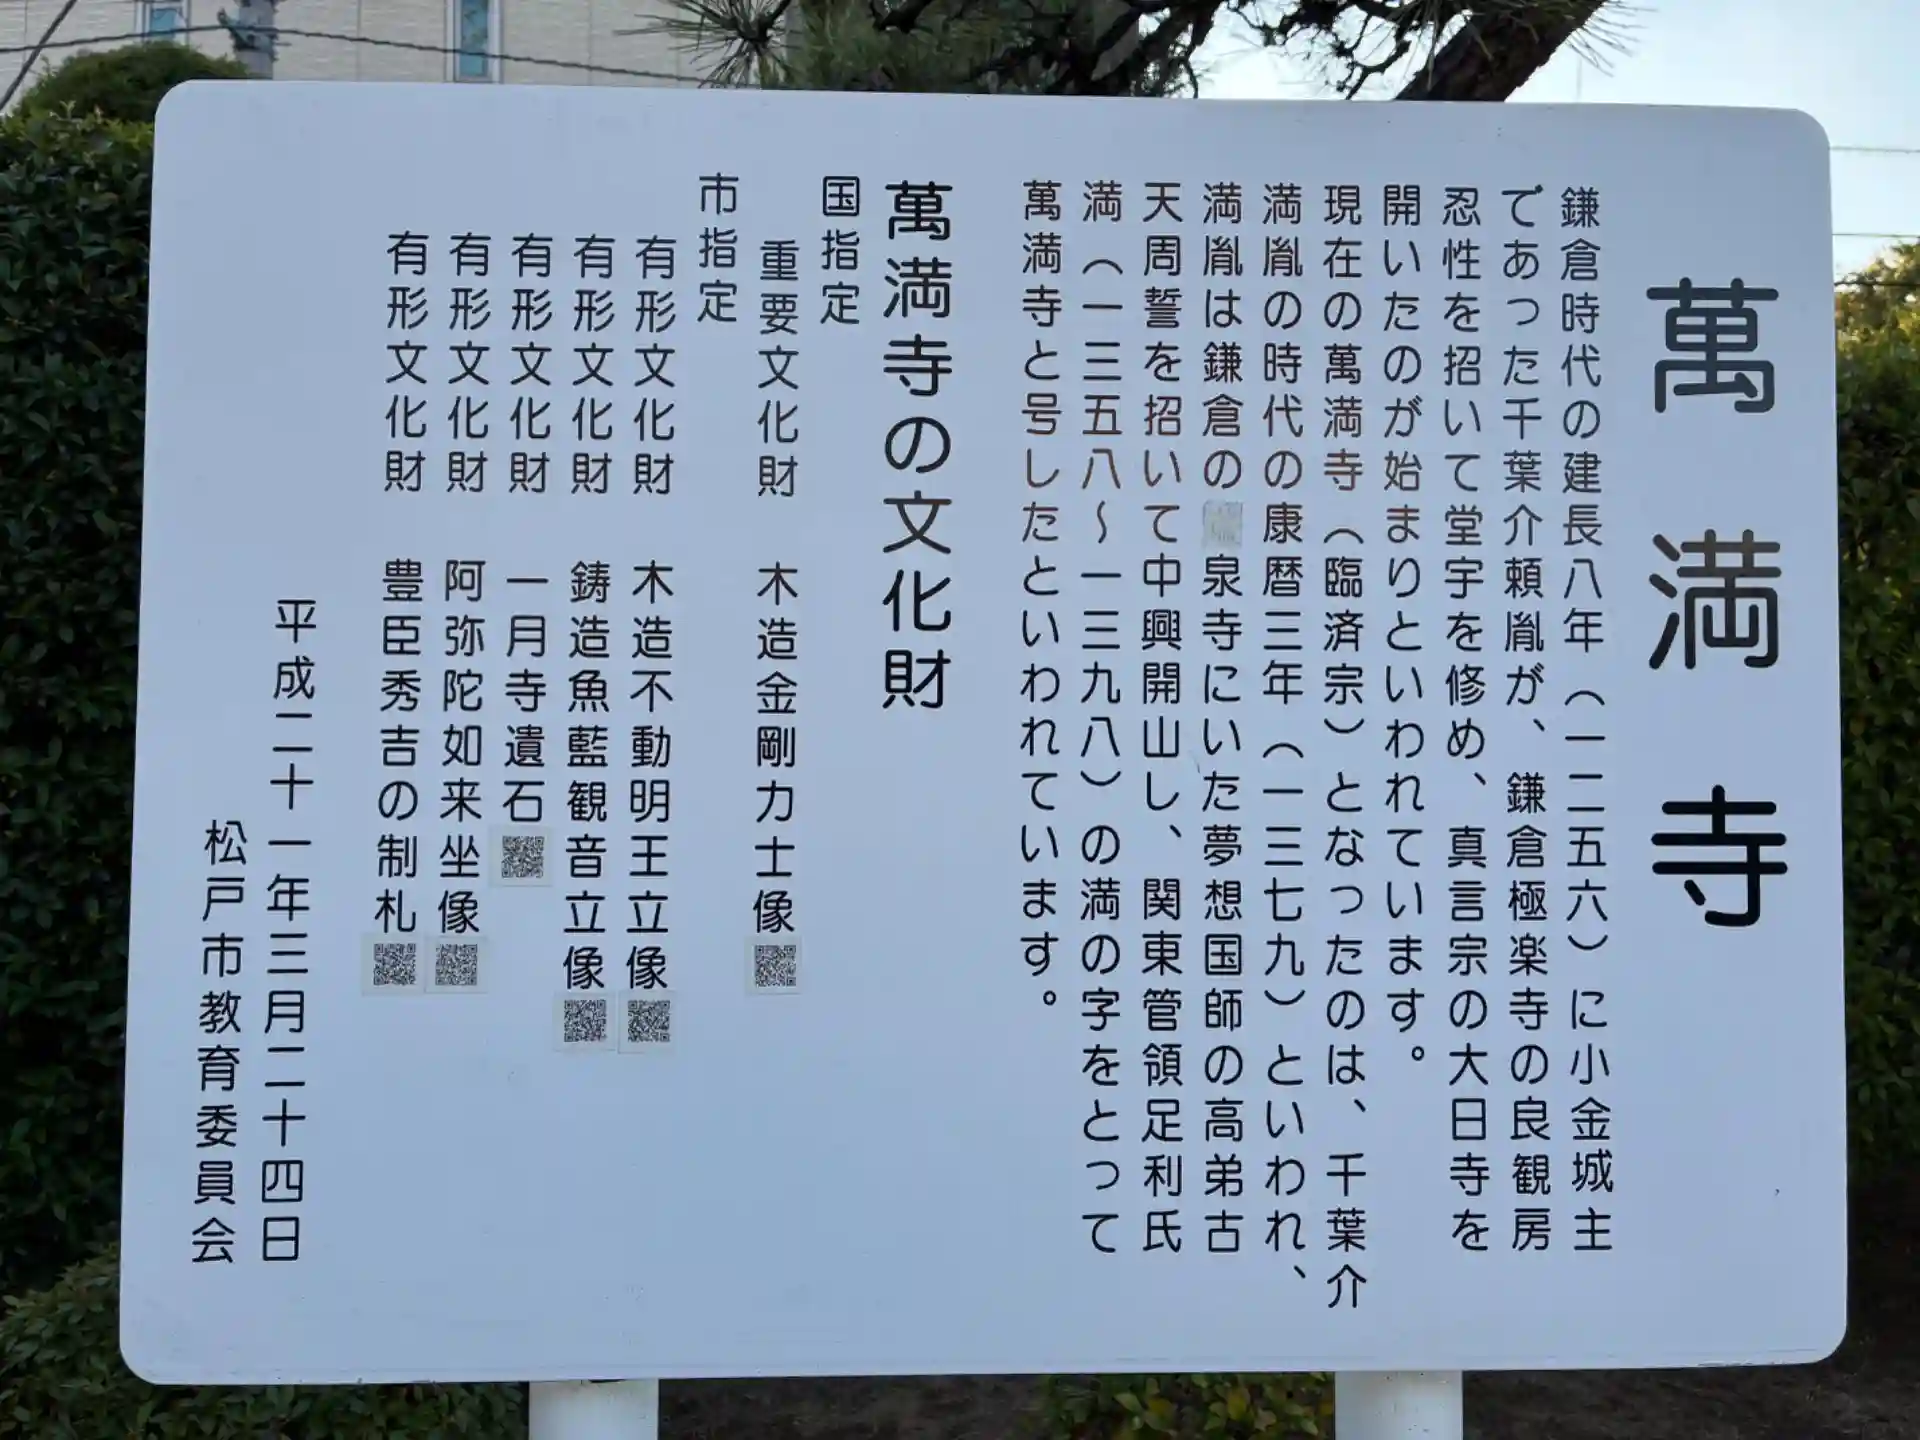 萬満寺
鎌倉時代の建長八年（一二五六）に小金城主
であった千葉介頼胤が、鎌倉極楽寺の良観房
忍性を招いて堂宇を修め、真言宗の大日寺を
開いたのが始まりといわれています。
現在の萬満寺（臨済宗）となったのは、千葉介
満胤の時代の康暦三年（一三七九）といわれ、
満胤は鎌倉の泉寺にいた夢想国師の高弟古
天周誓を招いて中興開山し、関東管領足利氏
満（一三五八～一三九八）の満の字をとって
萬満寺と号したといわれています。
萬満寺の文化財
国指定
重要文化財　木造金剛力士像
市指定
有形文化財　木造不動明王立像
有形文化財　鋳造魚藍観音立像
有形文化財　一月寺遺石
有形文化財　阿弥陀如来坐像
有形文化財　豊臣秀吉の制札
平成二十一年三月二十四日
松戸市教育委員会